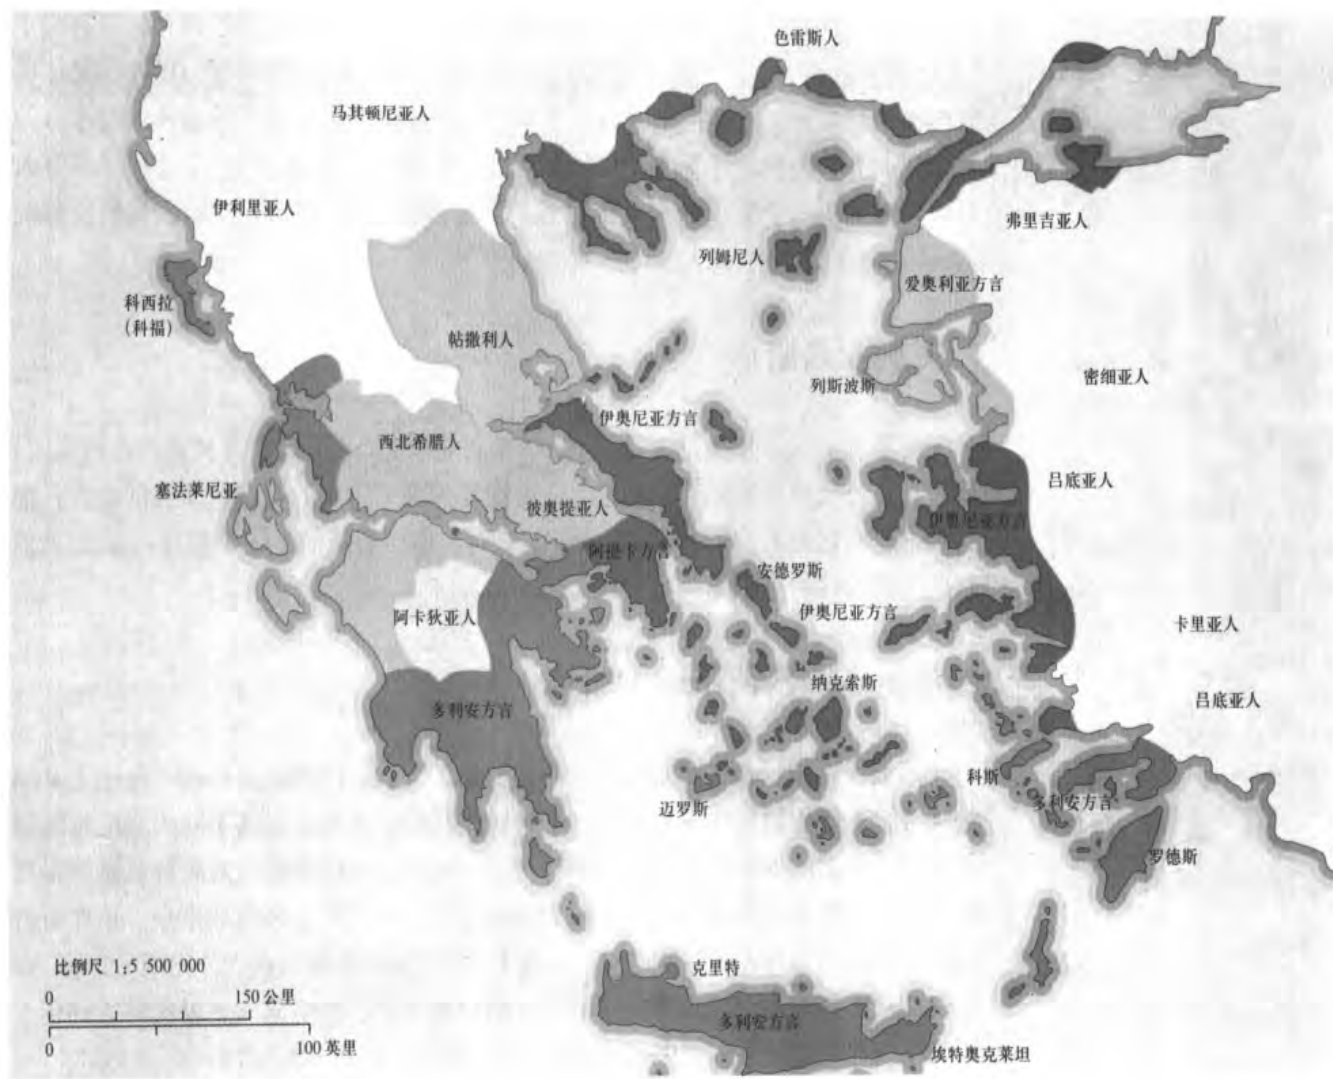 色雷斯人
马其顿尼亚人
伊利里亚人
弗里吉亚人
列姆尼人
爱奥利亚方言
科西拉
(科福)
帖撒利人
列斯波斯
密细亚人
伊奥尼亚方言
西北希腊人
吕底亚人
塞法莱尼亚
彼奥提亚人
伊奥尼亚方言
阿提卡方言
安德罗斯
阿卡狄亚人
伊奥尼亚方言
卡里亚人
纳克索斯
吕底亚人
多利安方言
科斯
迈罗斯
多利安方言
罗德斯
比例尺 1:5 500 000
克里特
0 150公里
多利安方言
0 100英里
埃特奥克莱坦